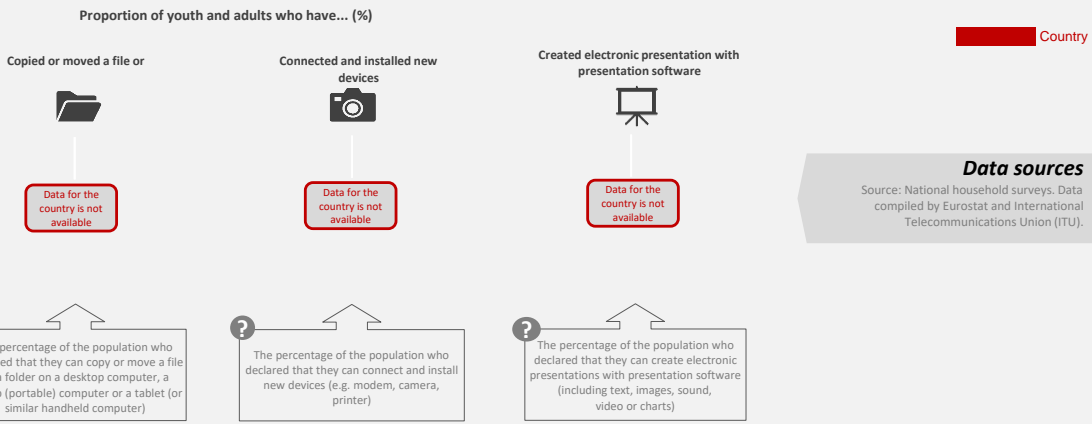 Proportion of youth and adults who have... (%)
Country
Copied or moved a file or
Connected and installed new
devices
Created electronic presentation with
presentation software
Data for the
country is not
available
Data for the
country is not
available
Data for the
country is not
available
Data sources
Source: National household surveys. Data
compiled by Eurostat and International
Telecommunications Union (ITU).
percentage of the population who
ed that they can copy or move a file
folder on a desktop computer, a
(portable) computer or a tablet (or
similar handheld computer)
?
The percentage of the population who
declared that they can connect and install
new devices (e.g. modem, camera,
printer)
?
The percentage of the population who
declared that they can create electronic
presentations with presentation software
(including text, images, sound,
video or charts)